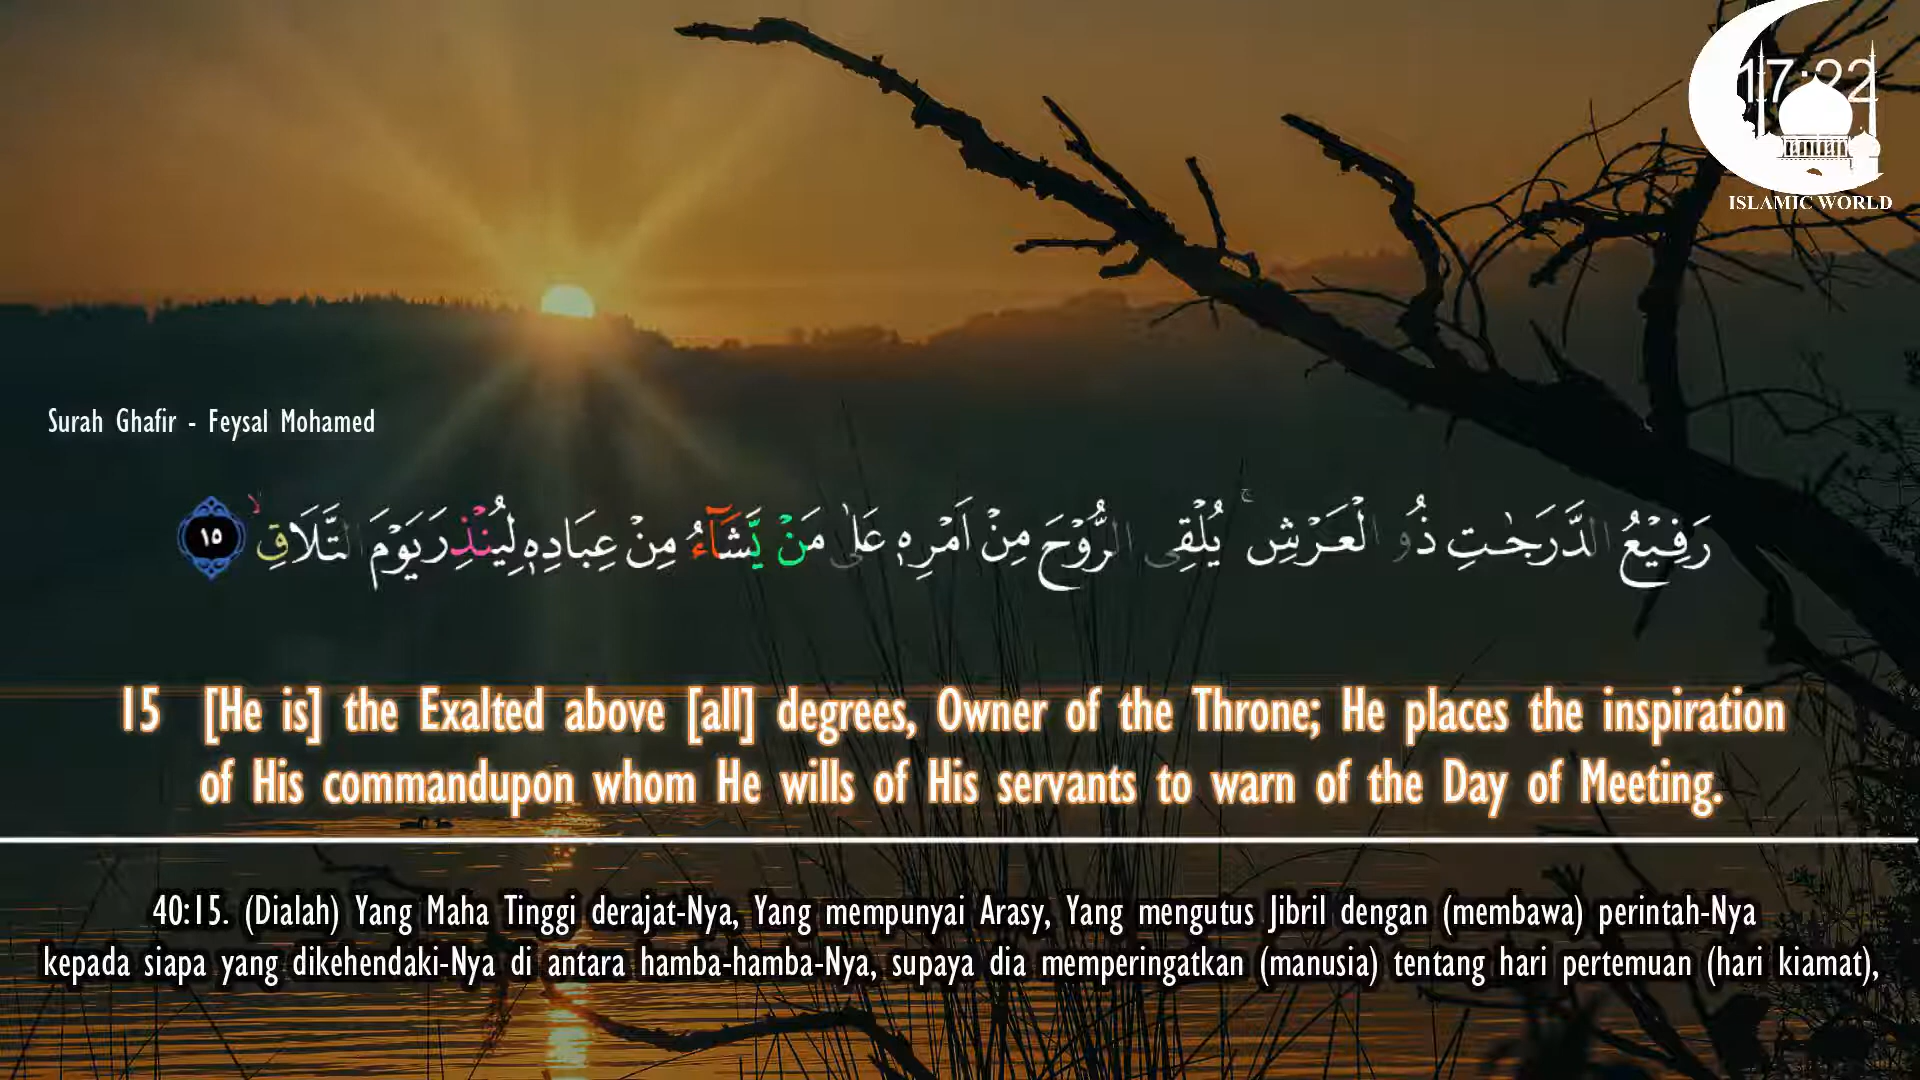 17:22
ISLAMIC WORLD
Surah Ghafir - Feysal Mohamed
رَفِيْعُ الدَّرَجٰتِ ذُو الْعَرْشِۚ يُلْقِى الرُّوْحَ مِنْ اَمْرِهٖ عَلٰى مَنْ يَّشَاۤءُ مِنْ عِبَادِهٖ لِيُنْذِرَ يَوْمَ التَّلَاقِۙ ١٥
15 [He is] the Exalted above [all] degrees, Owner of the Throne; He places the inspiration
of His commandupon whom He wills of His servants to warn of the Day of Meeting.
40:15. (Dialah) Yang Maha Tinggi derajat-Nya, Yang mempunyai Arasy, Yang mengutus Jibril dengan (membawa) perintah-Nya
kepada siapa yang dikehendaki-Nya di antara hamba-hamba-Nya, supaya dia memperingatkan (manusia) tentang hari pertemuan (hari kiamat),